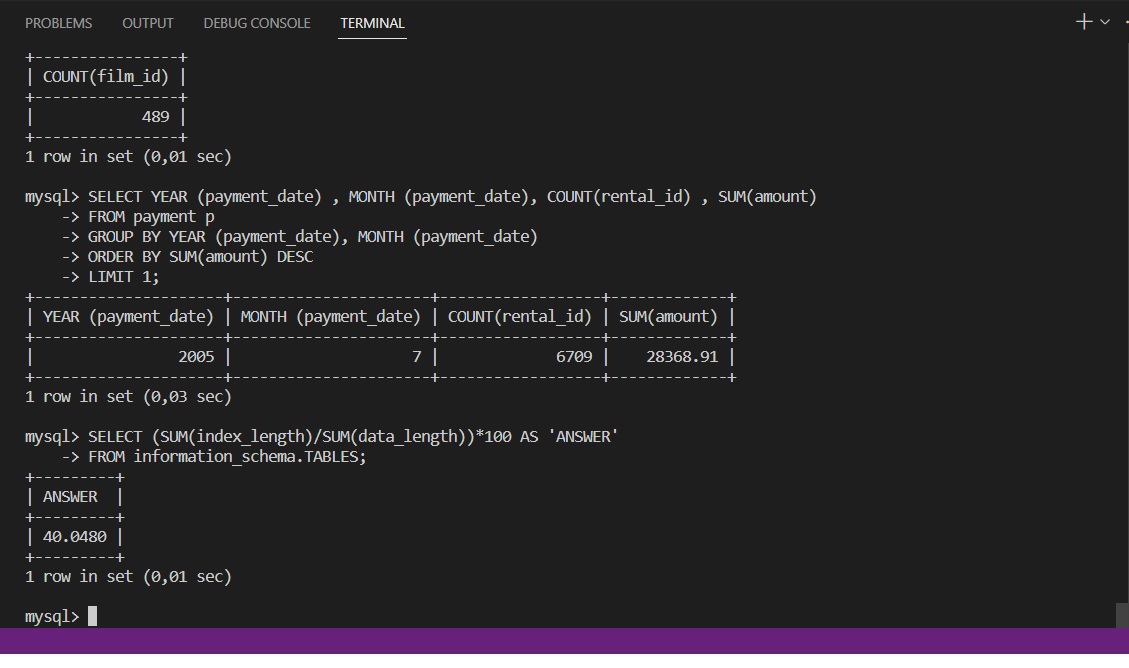 PROBLEMS OUTPUT DEBUG CONSOLE TERMINAL
+----------------+
| COUNT(film_id) |
+----------------+
|            489 |
+----------------+
1 row in set (0,01 sec)
mysql> SELECT YEAR (payment_date) , MONTH (payment_date), COUNT(rental_id) , SUM(amount)
    -> FROM payment p
    -> GROUP BY YEAR (payment_date), MONTH (payment_date)
    -> ORDER BY SUM(amount) DESC
    -> LIMIT 1;
+---------------------+----------------------+------------------+-------------+
| YEAR (payment_date) | MONTH (payment_date) | COUNT(rental_id) | SUM(amount) |
+---------------------+----------------------+------------------+-------------+
|                2005 |                    7 |             6709 |    28368.91 |
+---------------------+----------------------+------------------+-------------+
1 row in set (0,03 sec)
mysql> SELECT (SUM(index_length)/SUM(data_length))*100 AS 'ANSWER'
    -> FROM information_schema.TABLES;
+---------+
| ANSWER  |
+---------+
| 40.0480 |
+---------+
1 row in set (0,01 sec)
mysql>